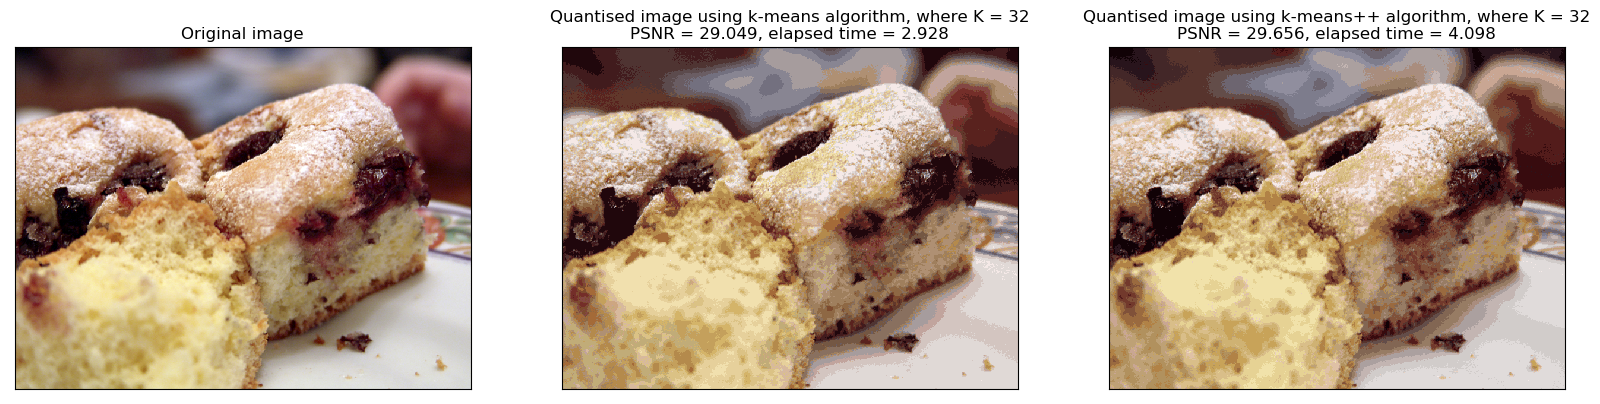 Original image
Quantised image using k-means algorithm, where K = 32
PSNR = 29.049, elapsed time = 2.928
Quantised image using k-means++ algorithm, where K = 32
PSNR = 29.656, elapsed time = 4.098